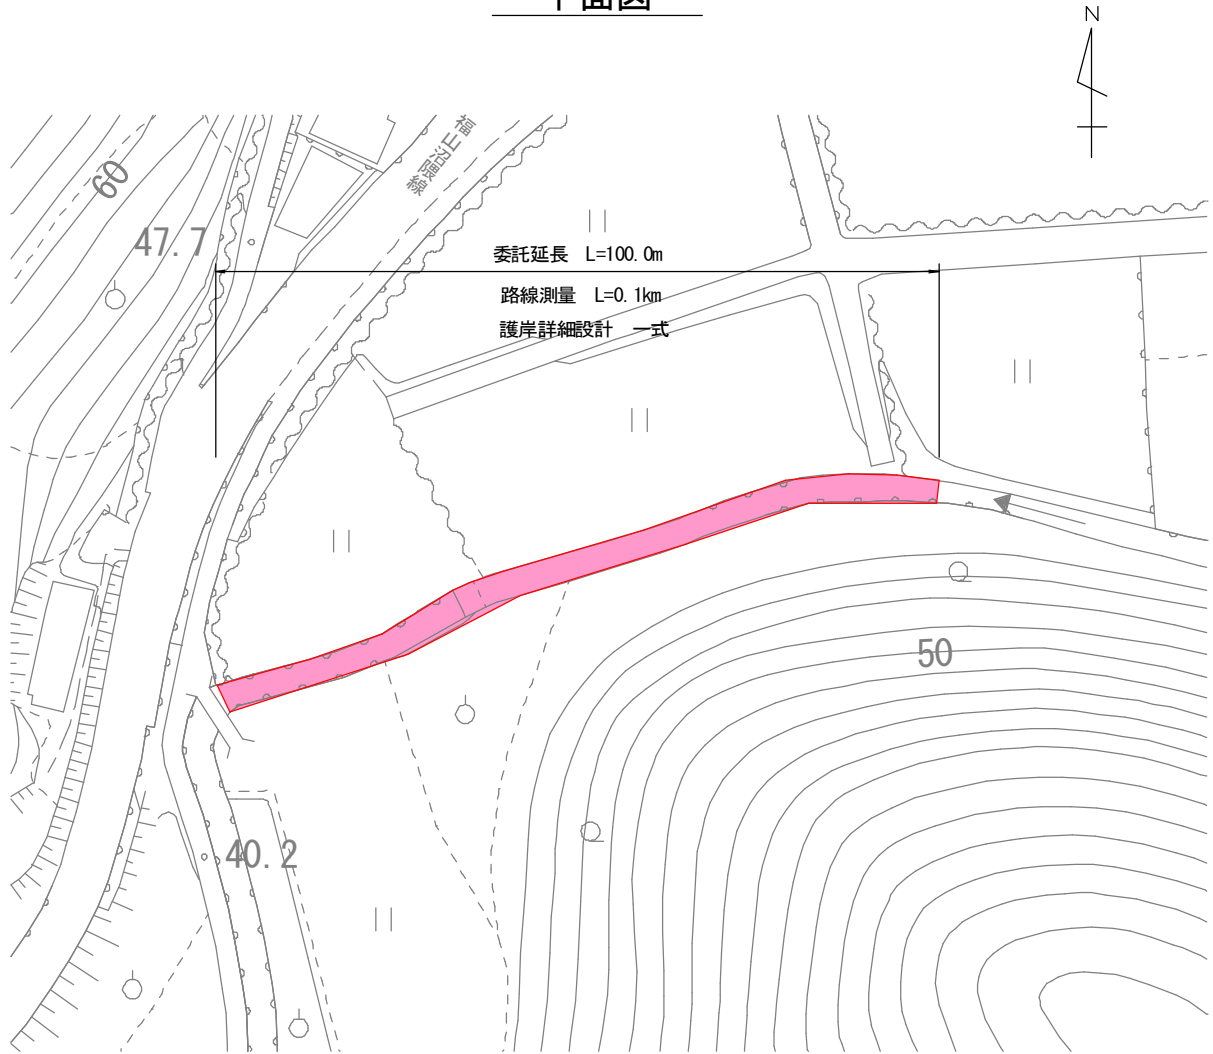 平面図
N
福山沼隈線
60
47.7
委託延長 L=100.0m
路線測量 L=0.1km
護岸詳細設計 一式
50
40.2